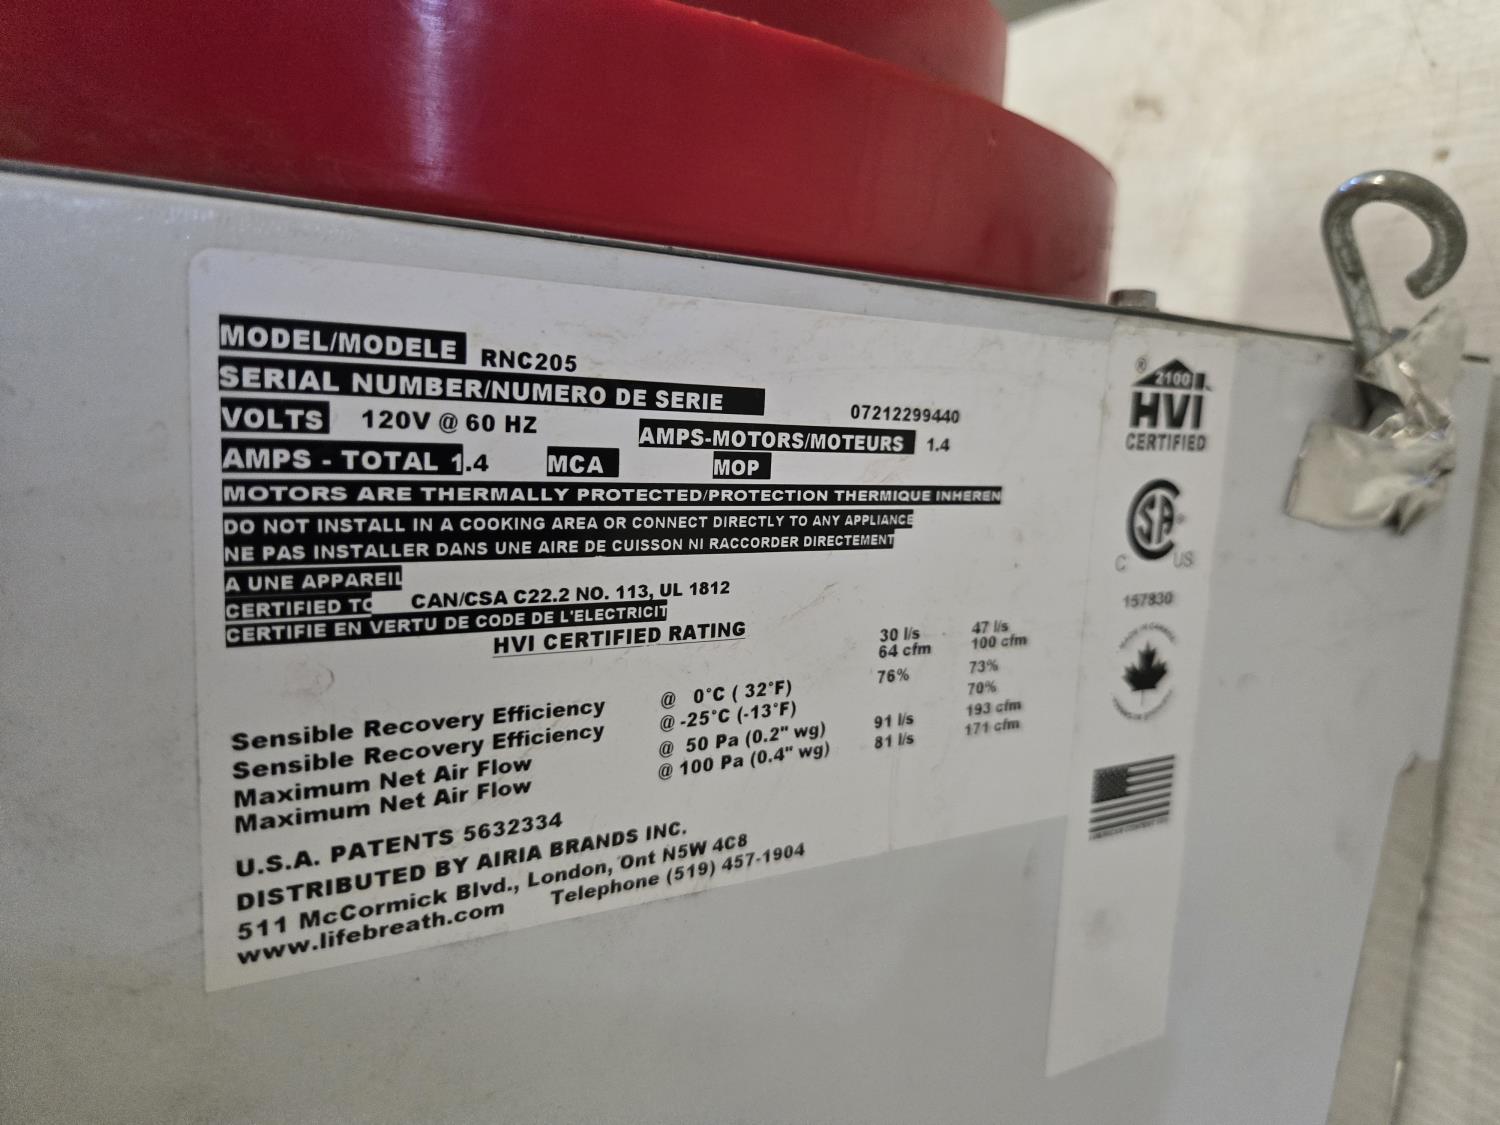 MODEL/MODELE RNC205
SERIAL NUMBER/NUMERO DE SERIE 07212299440
VOLTS 120V @ 60 HZ AMPS-MOTORS/MOTEURS 1.4
AMPS - TOTAL 1.4 MCA MOP
MOTORS ARE THERMALLY PROTECTED/PROTECTION THERMIQUE INHEREN
DO NOT INSTALL IN A COOKING AREA OR CONNECT DIRECTLY TO ANY APPLIANCE
NE PAS INSTALLER DANS UNE AIRE DE CUISSON NI RACCORDER DIRECTEMENT
A UNE APPAREIL
CERTIFIED TO CAN/CSA C22.2 NO. 113, UL 1812
CERTIFIE EN VERTU DE CODE DE L'ELECTRICIT
HVI CERTIFIED RATING
30 l/s 47 l/s
64 cfm 100 cfm
Sensible Recovery Efficiency @ 0°C ( 32°F) 76% 73%
Sensible Recovery Efficiency @ -25°C (-13°F) 70%
Maximum Net Air Flow @ 50 Pa (0.2" wg) 91 l/s 193 cfm
Maximum Net Air Flow @ 100 Pa (0.4" wg) 81 l/s 171 cfm
U.S.A. PATENTS 5632334
DISTRIBUTED BY AIRIA BRANDS INC.
511 McCormick Blvd., London, Ont N5W 4C8
www.lifebreath.com Telephone (519) 457-1904
® 2100
HVI
CERTIFIED
SA
C US
157830
MADE IN CANADA